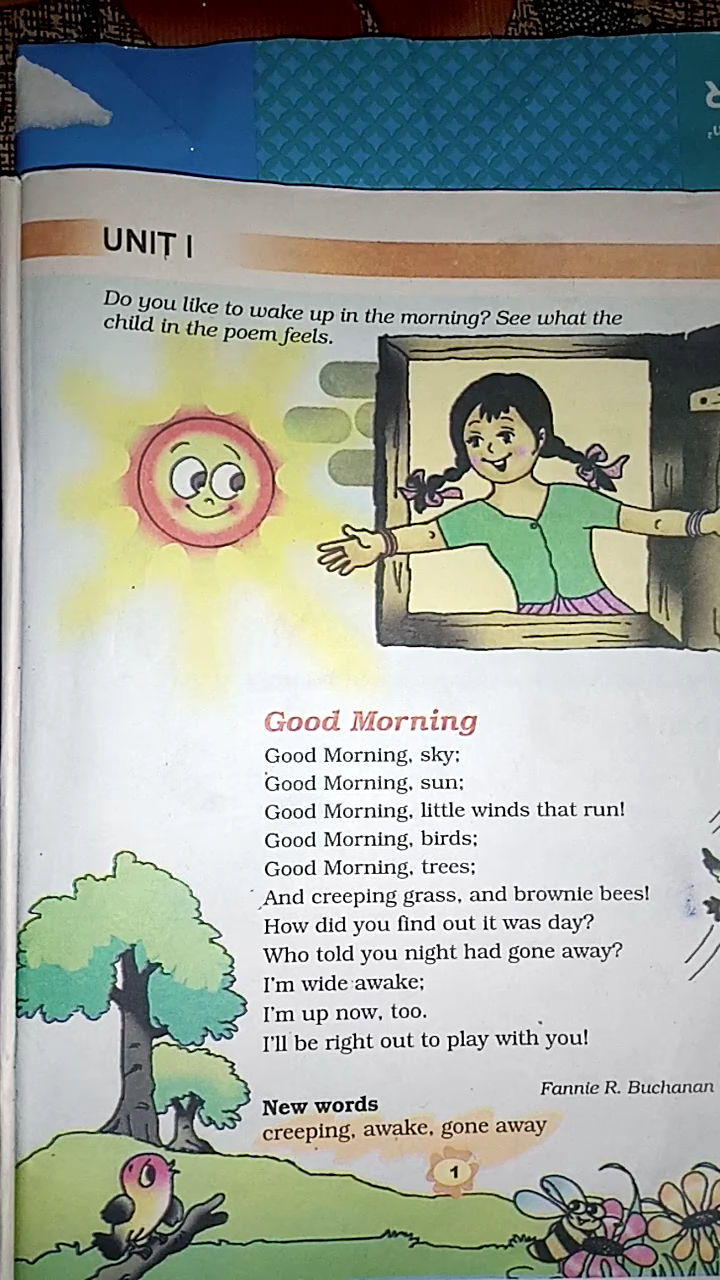 UNIT I
Do you like to wake up in the morning? See what the
child in the poem feels.
Good Morning
Good Morning, sky;
Good Morning, sun;
Good Morning, little winds that run!
Good Morning, birds;
Good Morning, trees;
And creeping grass, and brownie bees!
How did you find out it was day?
Who told you night had gone away?
I'm wide awake;
I'm up now, too.
I'll be right out to play with you!
Fannie R. Buchanan
New words
creeping, awake, gone away
1